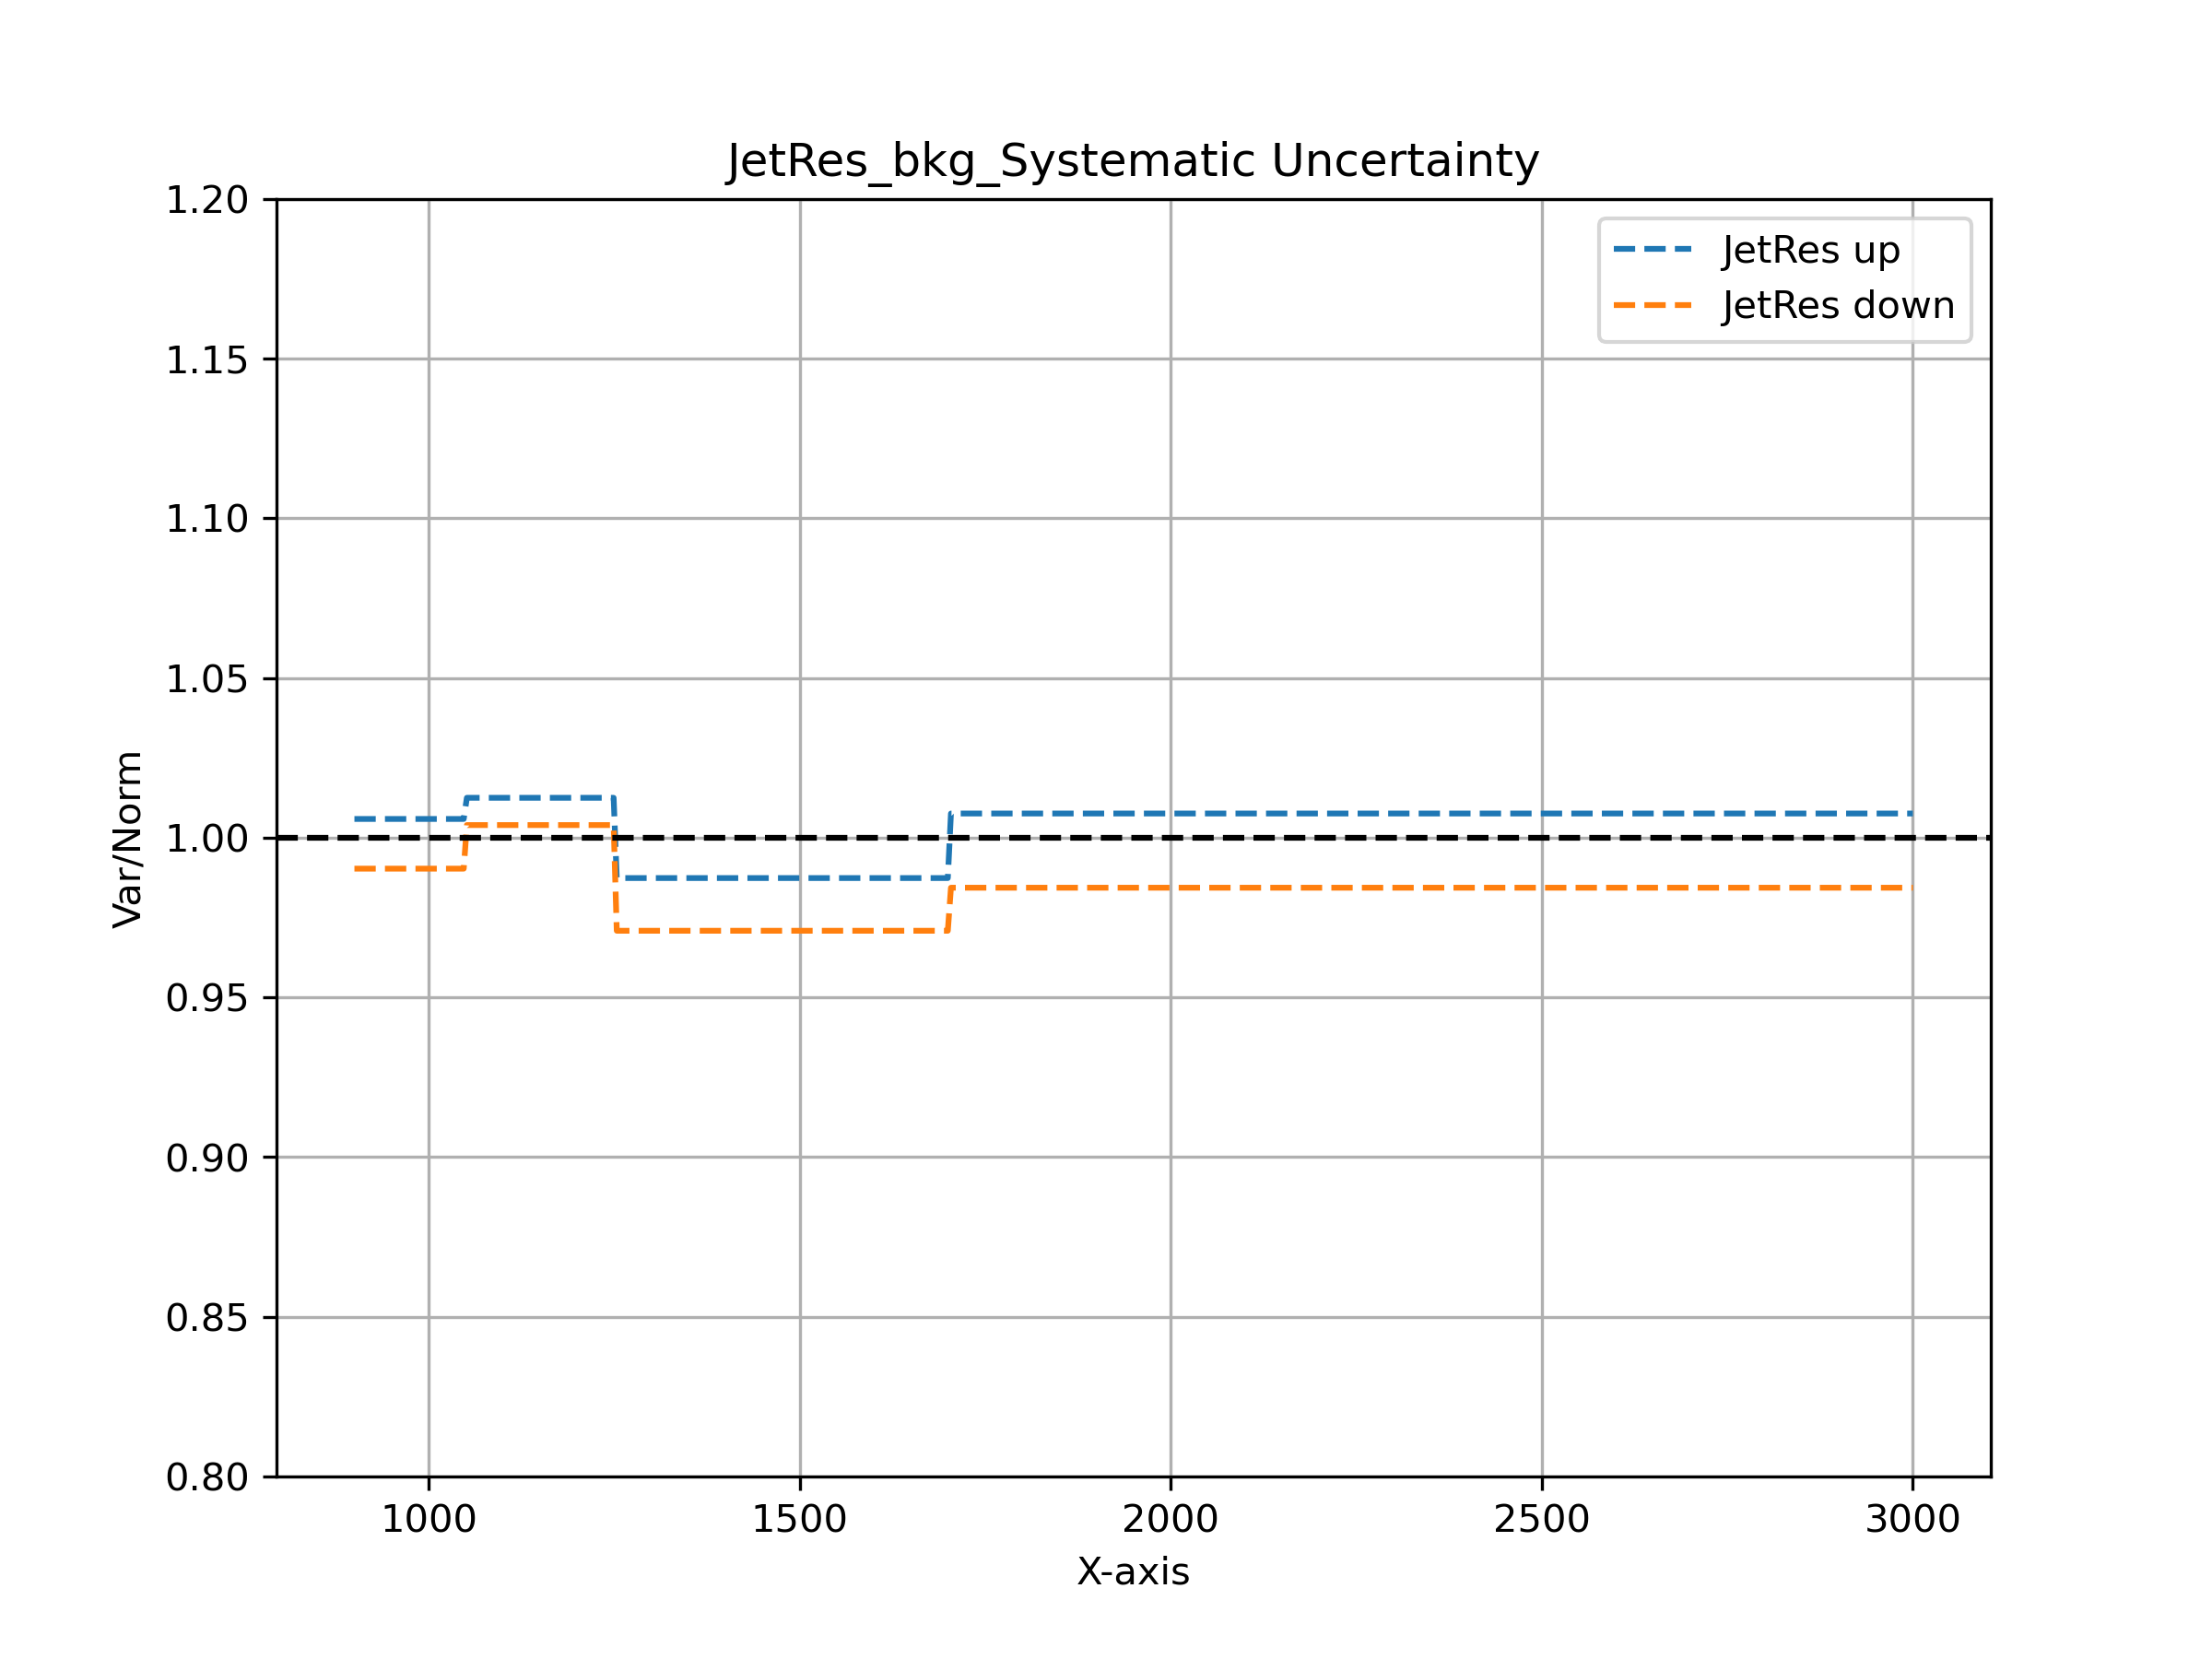 JetRes_bkg_Systematic Uncertainty
1.20
1.15
1.10
1.05
1.00
0.95
0.90
0.85
0.80
Var/Norm
JetRes up
JetRes down
1000 1500 2000 2500 3000
X-axis